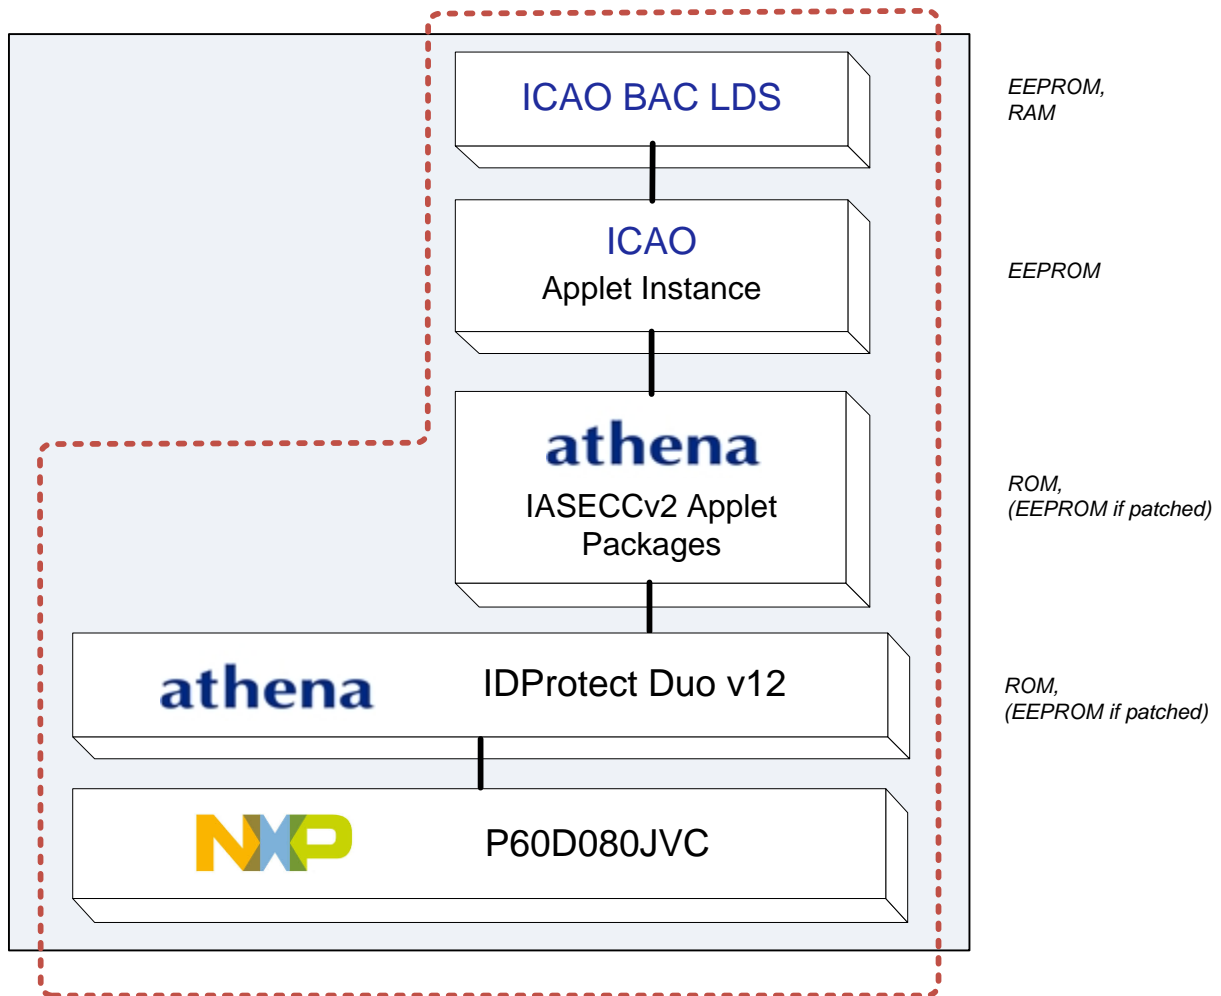 ICAO BAC LDS
EEPROM,
RAM
ICAO
Applet Instance
EEPROM
athena
IASECCv2 Applet
Packages
ROM,
(EEPROM if patched)
athena IDProtect Duo v12
ROM,
(EEPROM if patched)
NXP P60D080JVC